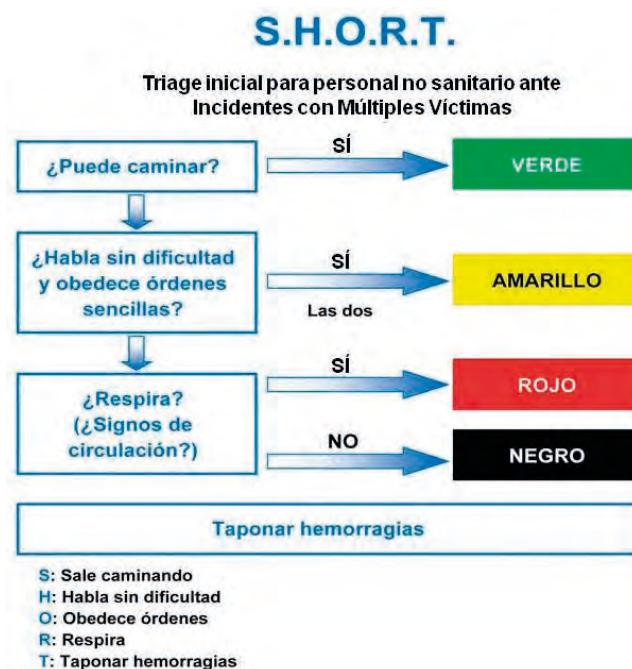 S.H.O.R.T.
Triage inicial para personal no sanitario ante
Incidentes con Múltiples Víctimas
¿Puede caminar?
SÍ
VERDE
¿Habla sin dificultad
y obedece órdenes
sencillas?
SÍ
Las dos
AMARILLO
¿Respira?
(¿Signos de
circulación?)
SÍ
ROJO
NO
NEGRO
Taponar hemorragias
S: Sale caminando
H: Habla sin dificultad
O: Obedece órdenes
R: Respira
T: Taponar hemorragias